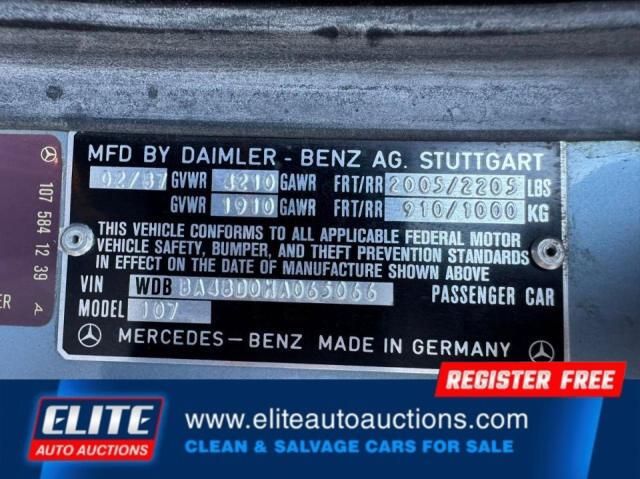 MFD BY DAIMLER - BENZ AG. STUTTGART
02/87 GVWR 4210 GAWR FRT/RR 2005/2205 LBS
GVWR 1910 GAWR FRT/RR 910/1000 KG
THIS VEHICLE CONFORMS TO ALL APPLICABLE FEDERAL MOTOR
VEHICLE SAFETY, BUMPER, AND THEFT PREVENTION STANDARDS
IN EFFECT ON THE DATE OF MANUFACTURE SHOWN ABOVE
VIN WDB BA48D0HA065066 PASSENGER CAR
MODEL 107
MERCEDES-BENZ MADE IN GERMANY
107 584 12 39 A
ER
REGISTER FREE
ELITE
AUTO AUCTIONS
www.eliteautoauctions.com
CLEAN & SALVAGE CARS FOR SALE